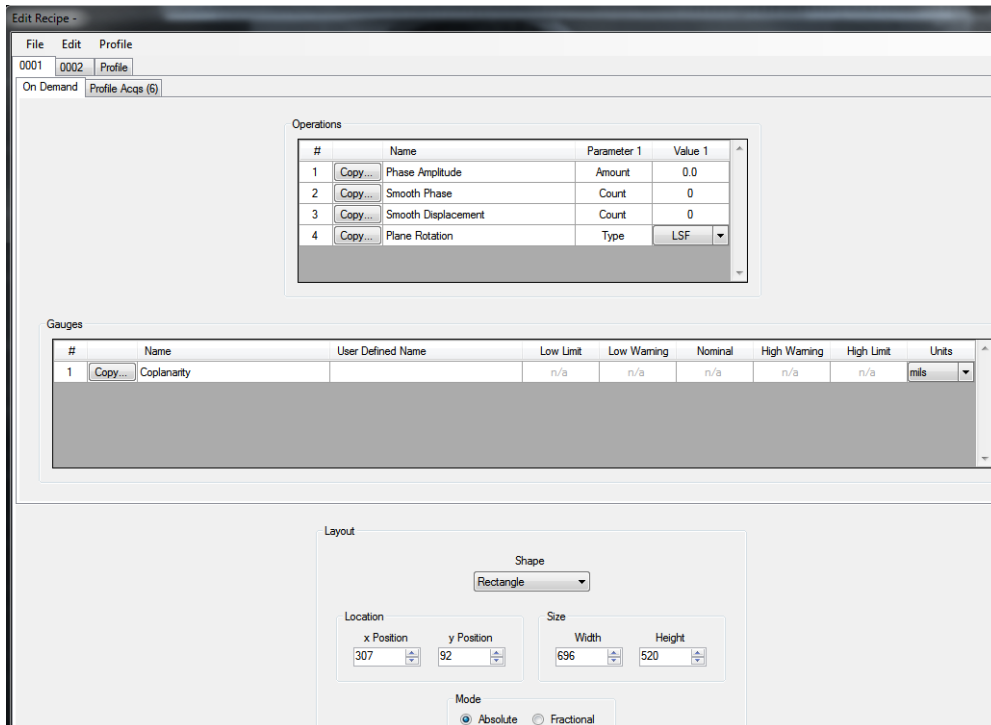 Edit Recipe -
File Edit Profile
0001 0002 Profile
On Demand Profile Acqs (6)
Operations
# Name Parameter 1 Value 1
1 Copy... Phase Amplitude Amount 0.0
2 Copy... Smooth Phase Count 0
3 Copy... Smooth Displacement Count 0
4 Copy... Plane Rotation Type LSF
Gauges
# Name User Defined Name Low Limit Low Warning Nominal High Warning High Limit Units
1 Copy... Coplanarity n/a n/a n/a n/a n/a mils
Layout
Shape
Rectangle
Location Size
x Position y Position Width Height
307 92 696 520
Mode
Absolute Fractional